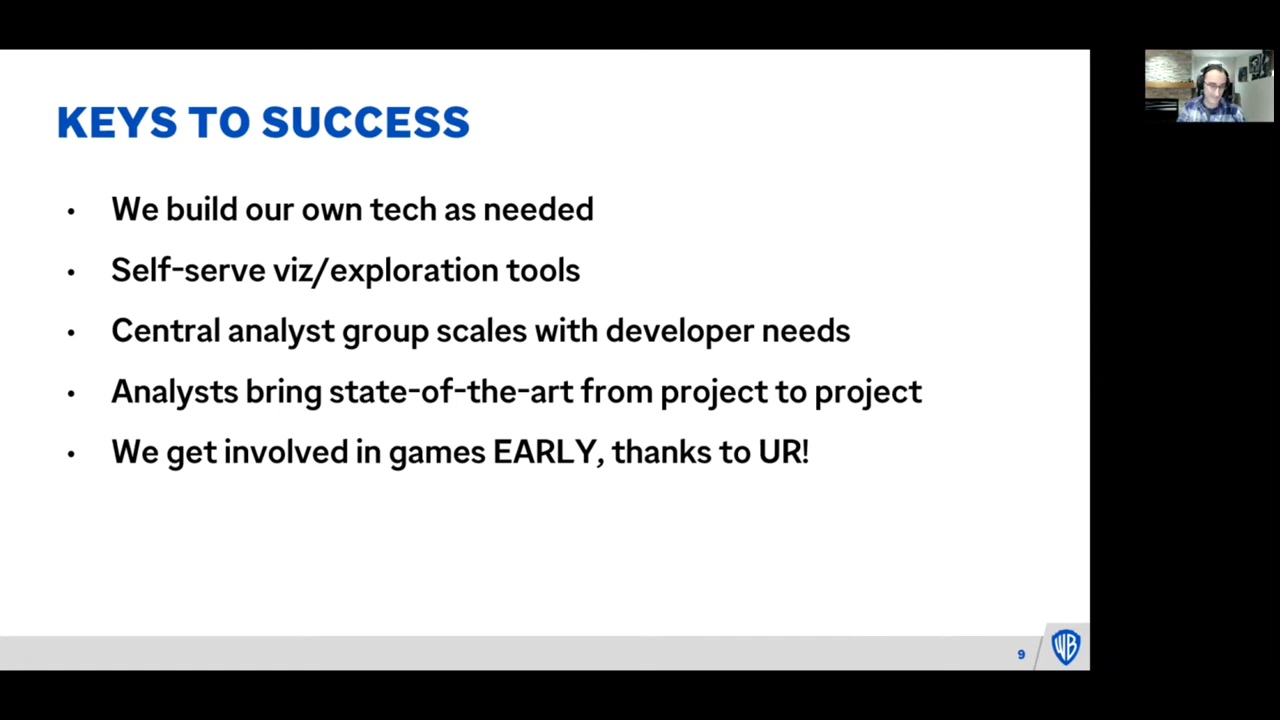 KEYS TO SUCCESS
• We build our own tech as needed
• Self-serve viz/exploration tools
• Central analyst group scales with developer needs
• Analysts bring state-of-the-art from project to project
• We get involved in games EARLY, thanks to UR!
9
WB